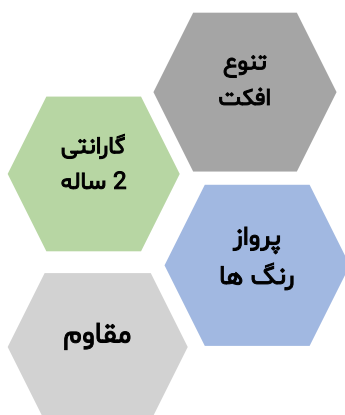 تنوع
افکت
گارانتی
2 ساله
پرواز
رنگ ها
مقاوم